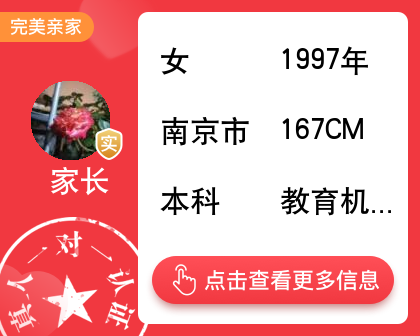 完美亲家
女 1997年
南京市 167CM
本科 教育机...
实
家长
一对一
真人认证
点击查看更多信息